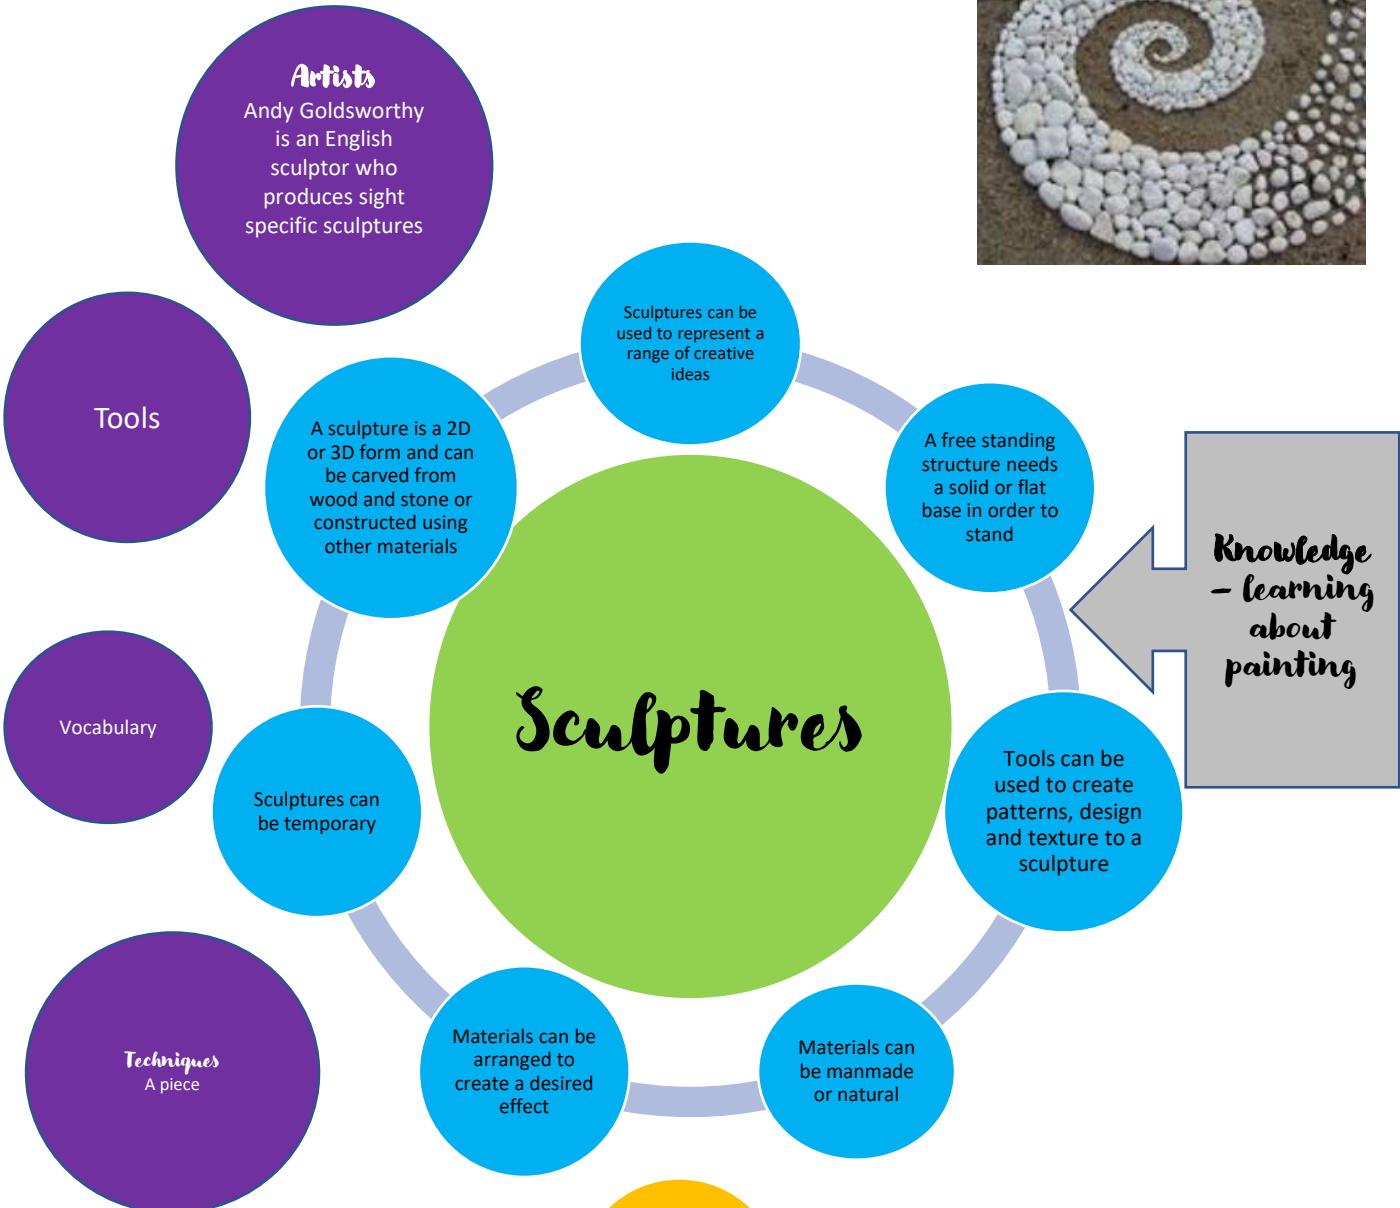 Artists
Andy Goldsworthy
is an English
sculptor who
produces sight
specific sculptures
Tools
Vocabulary
Techniques
A piece
Sculptures can be
used to represent a
range of creative
ideas
A sculpture is a 2D
or 3D form and can
be carved from
wood and stone or
constructed using
other materials
A free standing
structure needs
a solid or flat
base in order to
stand
Knowledge
– learning
about
painting
Sculptures
Tools can be
used to create
patterns, design
and texture to a
sculpture
Sculptures can
be temporary
Materials can be
arranged to
create a desired
effect
Materials can
be manmade
or natural